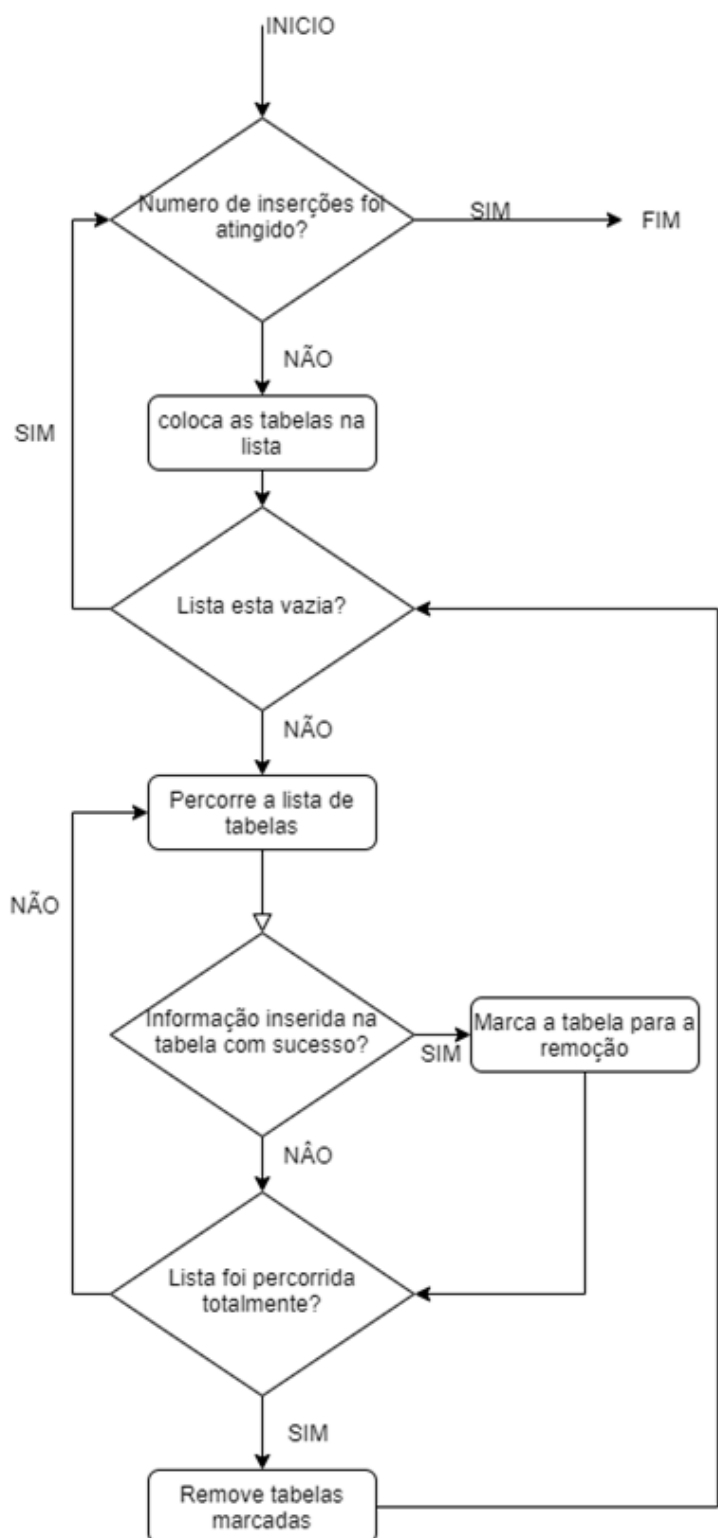 INICIO
Numero de inserções foi
atingido?
SIM
FIM
NÃO
coloca as tabelas na
lista
SIM
Lista esta vazia?
NÃO
Percorre a lista de
tabelas
NÃO
Informação inserida na
tabela com sucesso?
SIM
Marca a tabela para a
remoção
NÂO
Lista foi percorrida
totalmente?
SIM
Remove tabelas
marcadas